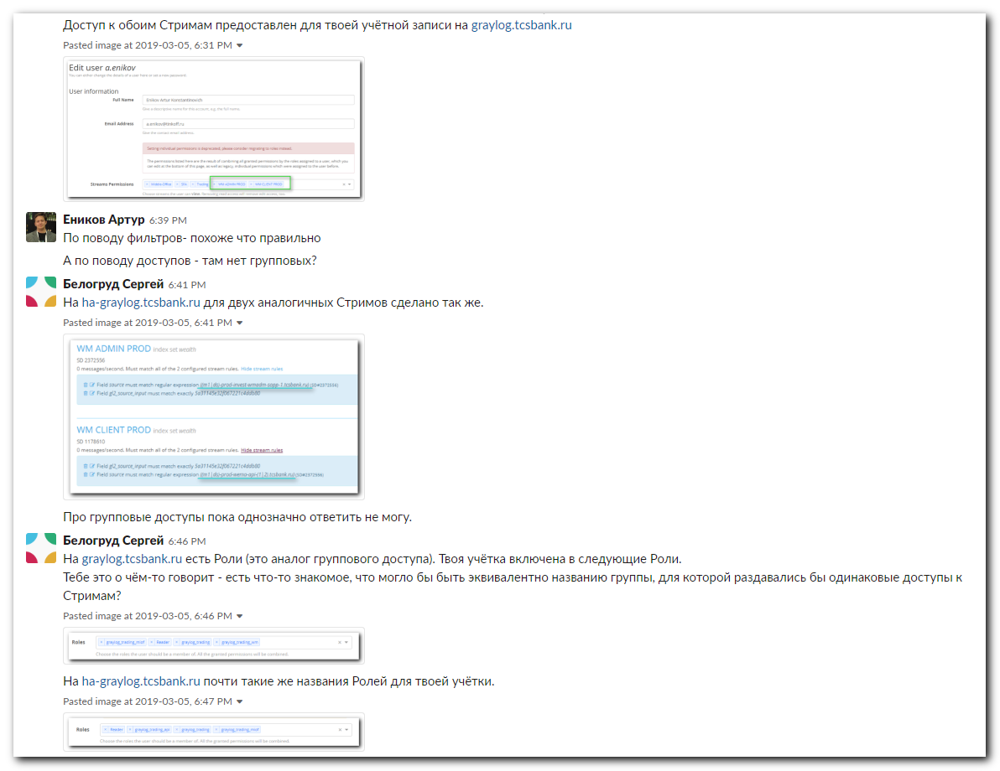 Доступ к обоим Стримам предоставлен для твоей учётной записи на graylog.tcsbank.ru
Pasted image at 2019-03-05, 6:31 PM
Edit user a.enikov
You can either change the details of a user here or set a new password.
User information
Full Name
Enikov Artur Konstantinovich
Give a descriptive name for this account, e.g. the full name.
Email Address
a.enikov@tinkoff.ru
Give the contact email address.
Setting individual permissions is deprecated, please consider migrating to roles instead.
The permissions listed here are the result of combining all granted permissions by the roles assigned to a user, which you
can edit at the bottom of this page, as well as legacy, individual permissions which were assigned to the user before.
Streams Permissions
× Middle-Office × × Trading × WM ADMIN PROD × WM CLIENT PROD
Choose streams the user can view. Removing read access will remove edit access, too.
Еников Артур 6:39 PM
По поводу фильтров- похоже что правильно
А по поводу доступов - там нет групповых?
Белогруд Сергей 6:41 PM
На ha-graylog.tcsbank.ru для двух аналогичных Стримов сделано так же.
Pasted image at 2019-03-05, 6:41 PM
WM ADMIN PROD index set wealth
SD 2372556
0 messages/second. Must match all of the 2 configured stream rules. Hide stream rules
Field source must match regular expression ((m1|ds)-prod-invest-wmadm-ssapp-1.tcsbank.ru) (SD#2372556)
Field gl2_source_input must match exactly 5a31145e32f067221c4ddb80
WM CLIENT PROD index set wealth
SD 1178610
0 messages/second. Must match all of the 2 configured stream rules. Hide stream rules
Field gl2_source_input must match exactly 5a31145e32f067221c4ddb80
Field source must match regular expression ((m1|ds)-prod-wema-api-(1|2).tcsbank.ru) (SD#2372556)
Про групповые доступы пока однозначно ответить не могу.
Белогруд Сергей 6:46 PM
На graylog.tcsbank.ru есть Роли (это аналог группового доступа). Твоя учётка включена в следующие Роли.
Тебе это о чём-то говорит - есть что-то знакомое, что могло бы быть эквивалентно названию группы, для которой раздавались бы одинаковые доступы к
Стримам?
Pasted image at 2019-03-05, 6:46 PM
Roles
× graylog_trading_miof × Reader × graylog_trading × graylog_trading_wm
Choose the roles the user should be a member of. All the granted permissions will be combined.
На ha-graylog.tcsbank.ru почти такие же названия Ролей для твоей учётки.
Pasted image at 2019-03-05, 6:47 PM
Roles
× Reader × graylog_trading_api × graylog_trading × graylog_trading_miof
Choose the roles the user should be a member of. All the granted permissions will be combined.